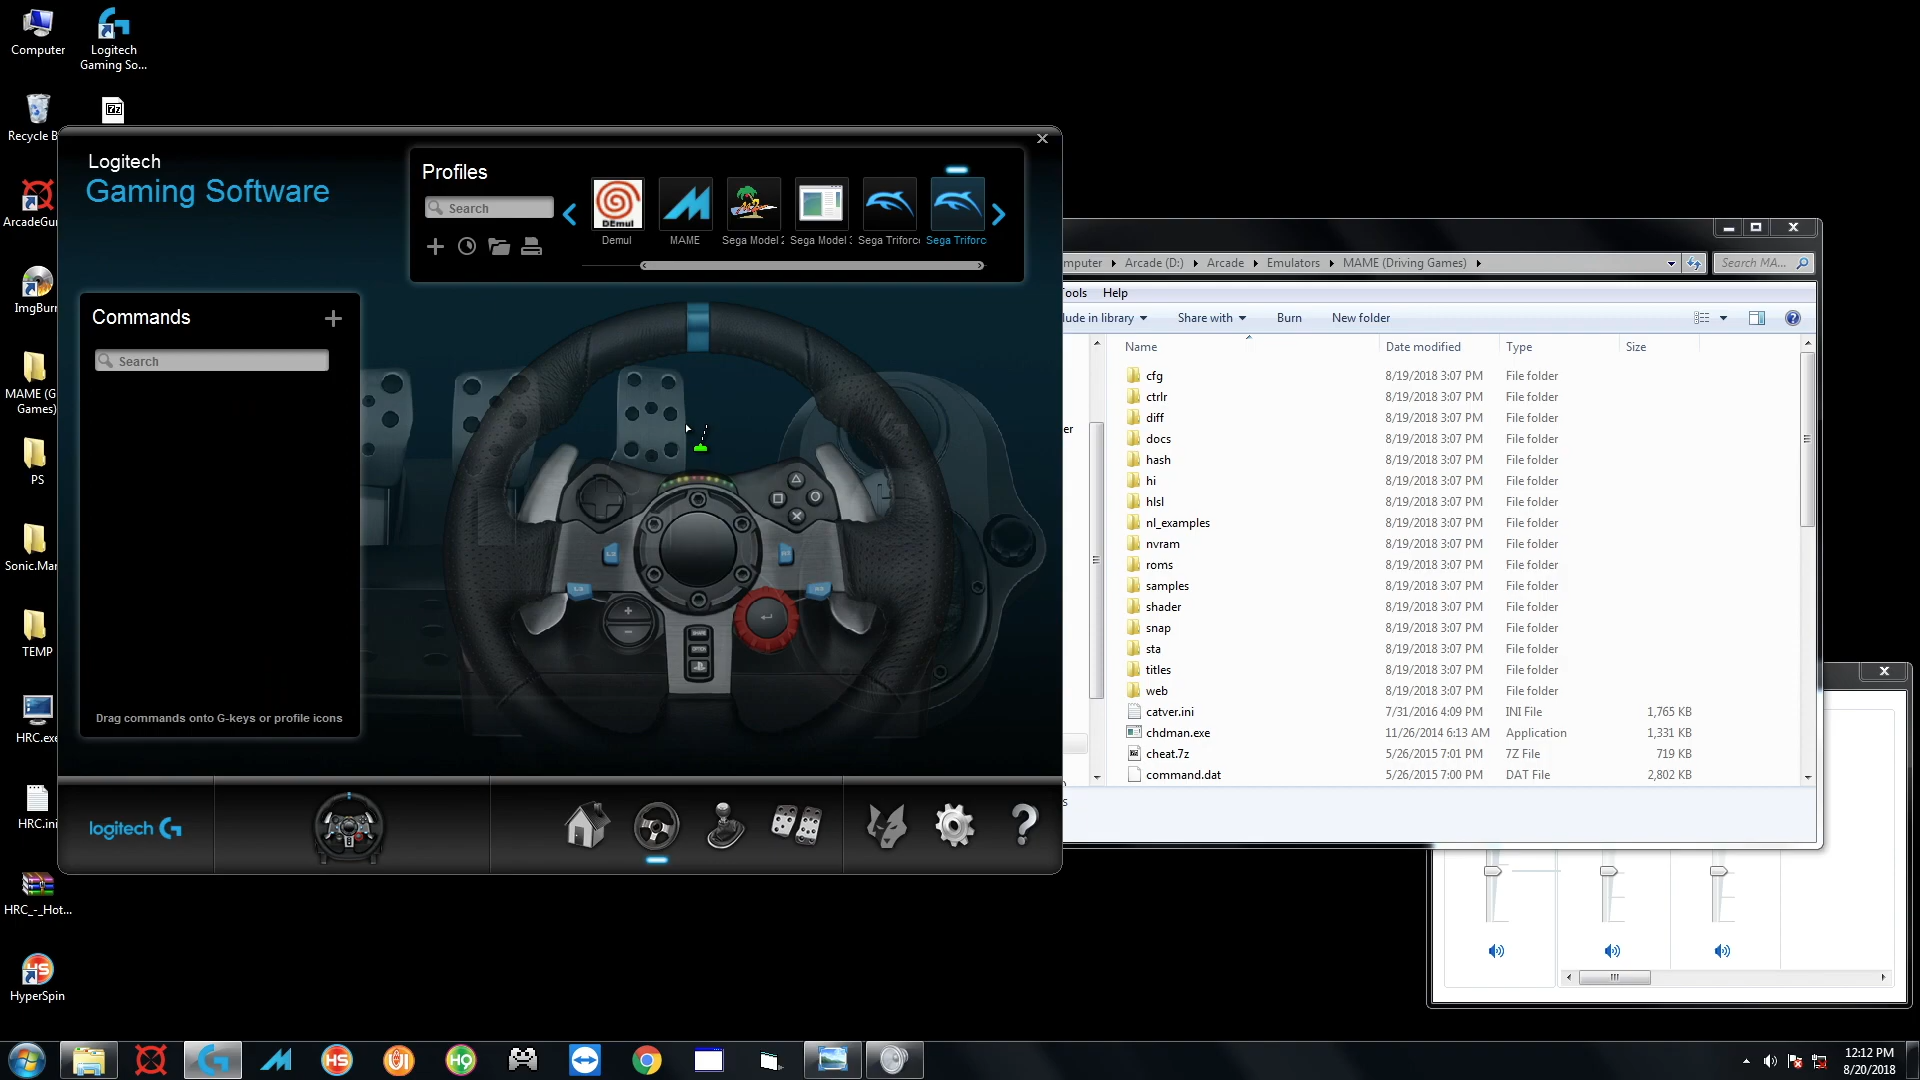 Computer
Logitech
Gaming So...
Recycle B
ArcadeGu
ImgBurn
MAME (G
Games)
PS
Sonic.Mar
TEMP
HRC.exe
HRC.ini
HRC_-_Hot...
HyperSpin
Logitech
Gaming Software
Profiles
Search
DEmul
Demul
MAME
Sega Model 2
Sega Model 3
Sega Triforce
Sega Triforc
Commands
Search
Drag commands onto G-keys or profile icons
logitech
mputer
Arcade (D:)
Arcade
Emulators
MAME (Driving Games)
Search MA...
Tools
Help
lude in library
Share with
Burn
New folder
Name
Date modified
Type
Size
er
cfg 8/19/2018 3:07 PM File folder
ctrlr 8/19/2018 3:07 PM File folder
diff 8/19/2018 3:07 PM File folder
docs 8/19/2018 3:07 PM File folder
hash 8/19/2018 3:07 PM File folder
hi 8/19/2018 3:07 PM File folder
hlsl 8/19/2018 3:07 PM File folder
nl_examples 8/19/2018 3:07 PM File folder
nvram 8/19/2018 3:07 PM File folder
roms 8/19/2018 3:07 PM File folder
samples 8/19/2018 3:07 PM File folder
shader 8/19/2018 3:07 PM File folder
snap 8/19/2018 3:07 PM File folder
sta 8/19/2018 3:07 PM File folder
titles 8/19/2018 3:07 PM File folder
web 8/19/2018 3:07 PM File folder
catver.ini 7/31/2016 4:09 PM INI File 1,765 KB
chdman.exe 11/26/2014 6:13 AM Application 1,331 KB
cheat.7z 5/26/2015 7:01 PM 7Z File 719 KB
command.dat 5/26/2015 7:00 PM DAT File 2,802 KB
s
12:12 PM
8/20/2018